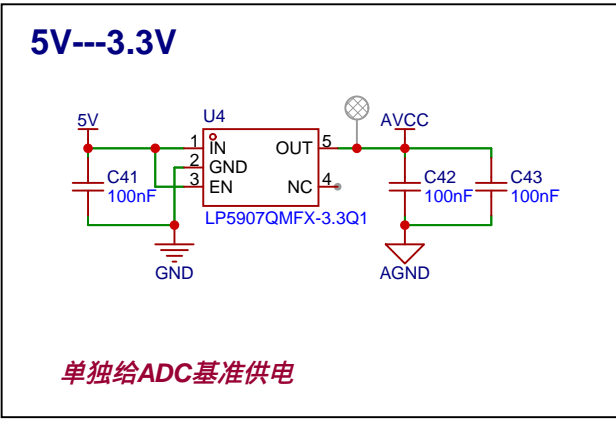 5V---3.3V
5V
U4
AVCC
1 IN OUT 5
2 GND
3 EN NC 4
C41
100nF
C42
100nF
C43
100nF
LP5907QMFX-3.3Q1
GND
AGND
单独给ADC基准供电